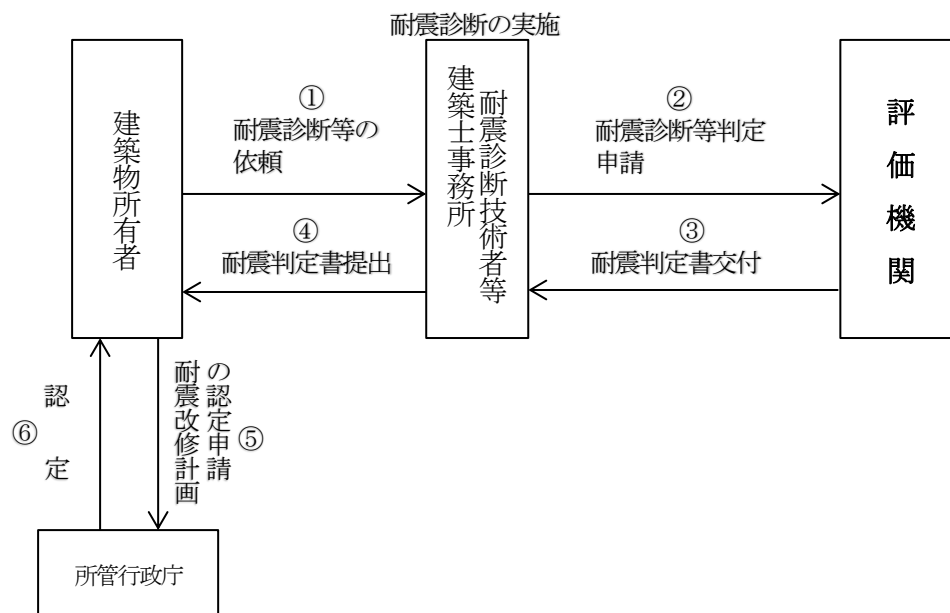 耐震診断の実施
建築物所有者
①
耐震診断等の
依頼
耐震診断技術者等
建築士事務所
②
耐震診断等判定
申請
評価機関
④
耐震判定書提出
③
耐震判定書交付
⑥
認定
⑤
耐震改修計画
の認定申請
所管行政庁